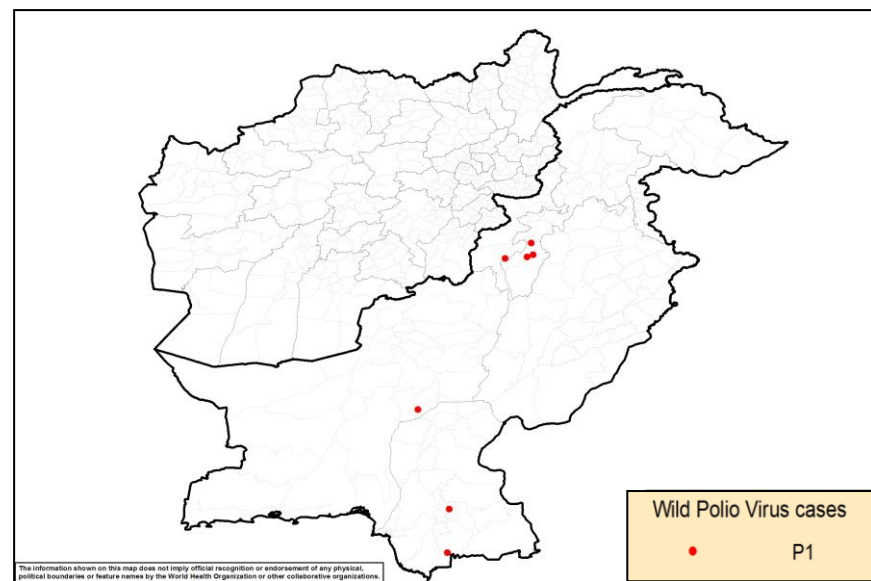 Wild Polio Virus cases
P1
The information shown on this map does not imply official recognition or endorsement of any physical,
political boundaries or feature names by the World Health Organization or other collaborative organizations.